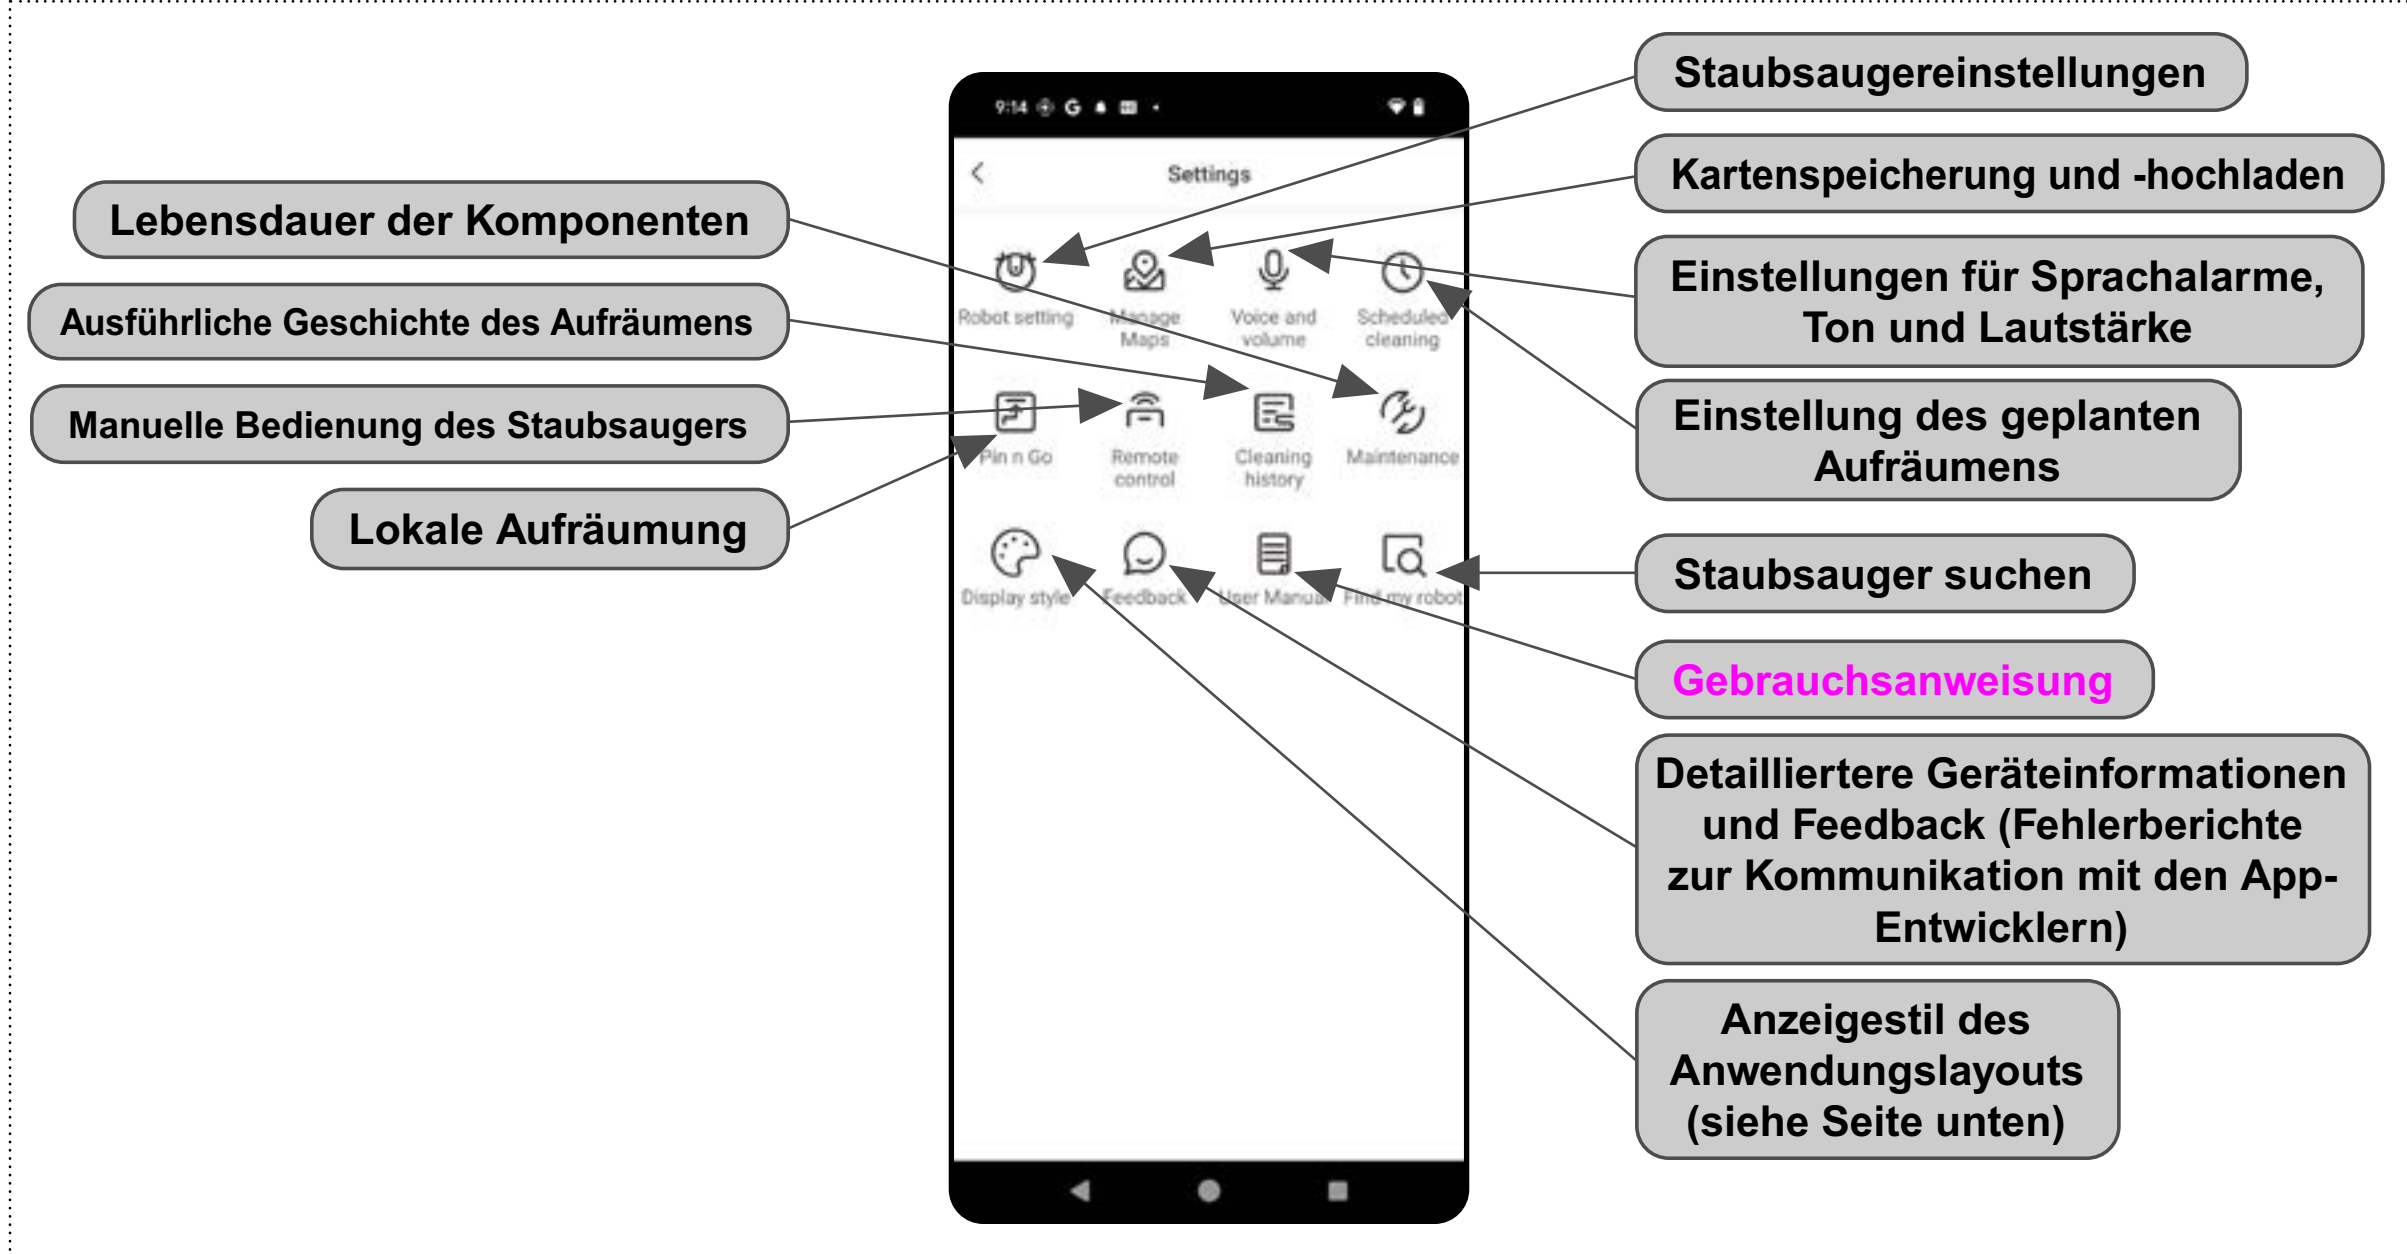 Staubsaugereinstellungen
9:14
Kartenspeicherung und -hochladen
Settings
Lebensdauer der Komponenten
Einstellungen für Sprachalarme,
Ton und Lautstärke
Ausführliche Geschichte des Aufräumens
Robot setting
Manage
Maps
Voice and
volume
Scheduled
cleaning
Manuelle Bedienung des Staubsaugers
Einstellung des geplanten
Aufräumens
Pin n Go
Remote
control
Cleaning
history
Maintenance
Lokale Aufräumung
Staubsauger suchen
Display style
Feedback
User Manual
Find my robot
Gebrauchsanweisung
Detailliertere Geräteinformationen
und Feedback (Fehlerberichte
zur Kommunikation mit den App-
Entwicklern)
Anzeigestil des
Anwendungslayouts
(siehe Seite unten)